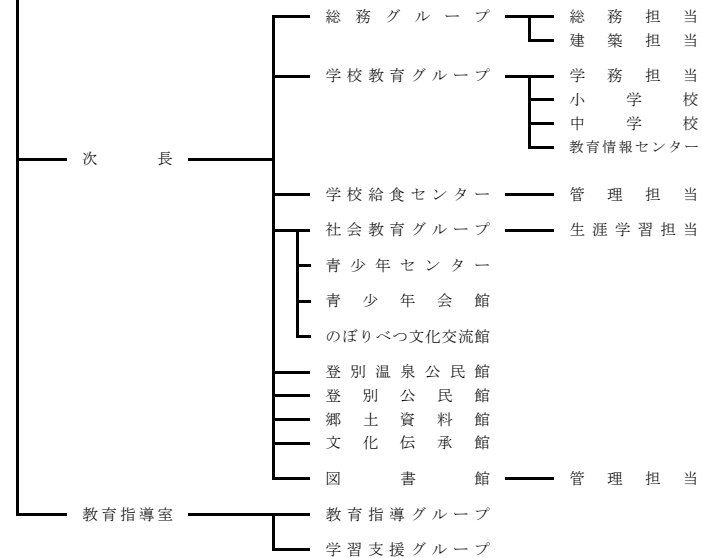 総務グループ 総務担当
建築担当
学校教育グループ 学務担当
小学校
中学校
教育情報センター
次長
学校給食センター 管理担当
社会教育グループ 生涯学習担当
青少年センター
青少年会館
のぼりべつ文化交流館
登別温泉公民館
登別公民館
郷土資料館
文化伝承館
図書館 管理担当
教育指導室 教育指導グループ
学習支援グループ